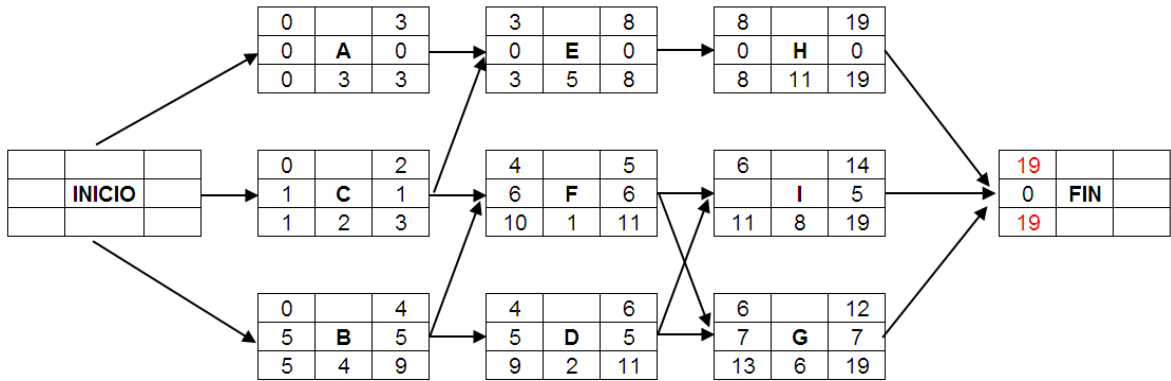 0 3
0 A 0
0 3 3
3 8
0 E 0
3 5 8
8 19
0 H 0
8 11 19
INICIO
0 2
1 C 1
1 2 3
4 5
6 F 6
10 1 11
6 14
I 5
11 8 19
19
0 FIN
19
0 4
5 B 5
5 4 9
4 6
5 D 5
9 2 11
6 12
7 G 7
13 6 19